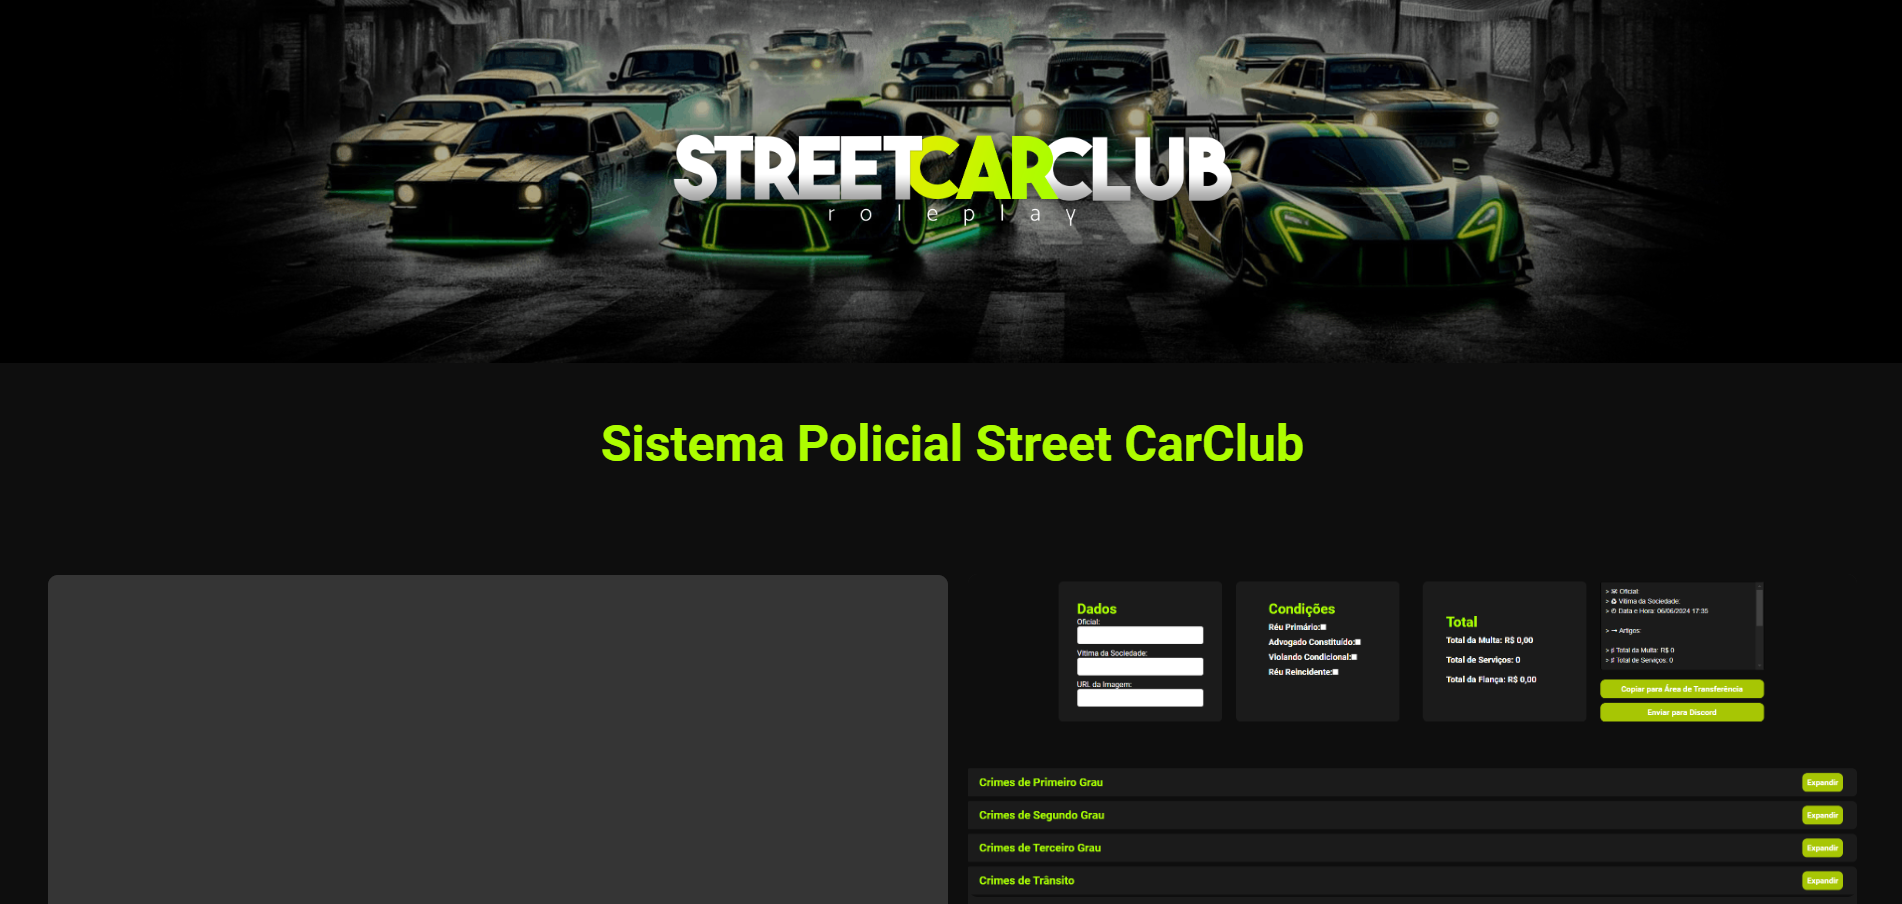 STREETCARCLUB
roleplay
Sistema Policial Street CarClub
Dados
Oficial:
Vítima da Sociedade:
URL da Imagem:
Condições
Réu Primário:
Advogado Constituído:
Violando Condicional:
Réu Reincidente:
Total
Total da Multa: R$ 0,00
Total de Serviços: 0
Total da Fiança: R$ 0,00
> Oficial:
> Vítima da Sociedade:
> Data e Hora: 06/06/2024 17:35
> → Artigos:
> Total da Multa: R$ 0
> Total de Serviços: 0
Copiar para Área de Transferência
Enviar para Discord
Crimes de Primeiro Grau
Expandir
Crimes de Segundo Grau
Expandir
Crimes de Terceiro Grau
Expandir
Crimes de Trânsito
Expandir